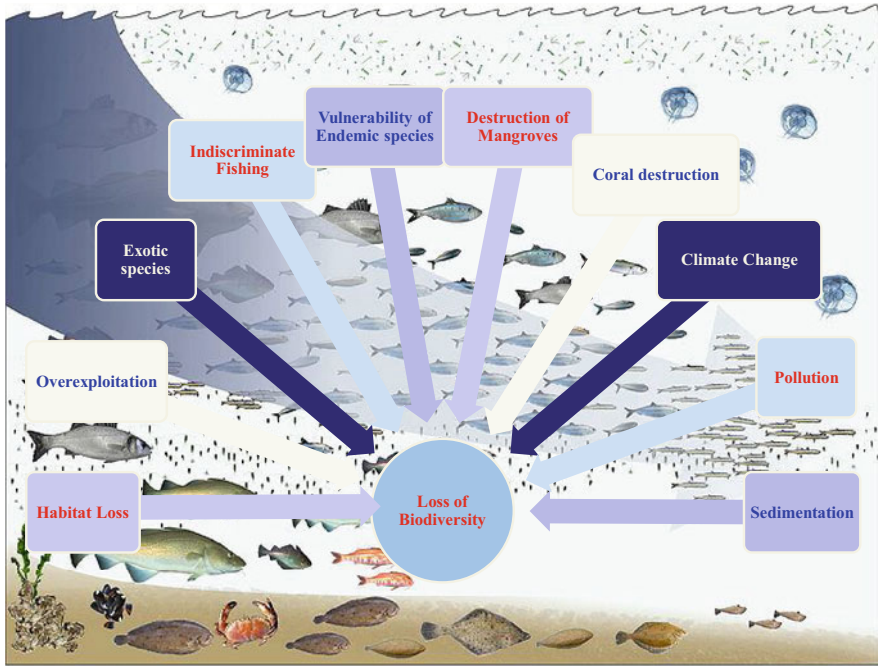 Vulnerability of
Endemic species
Destruction of
Mangroves
Indiscriminate
Fishing
Coral destruction
Exotic
species
Climate Change
Overexploitation
Pollution
Habitat Loss
Loss of
Biodiversity
Sedimentation